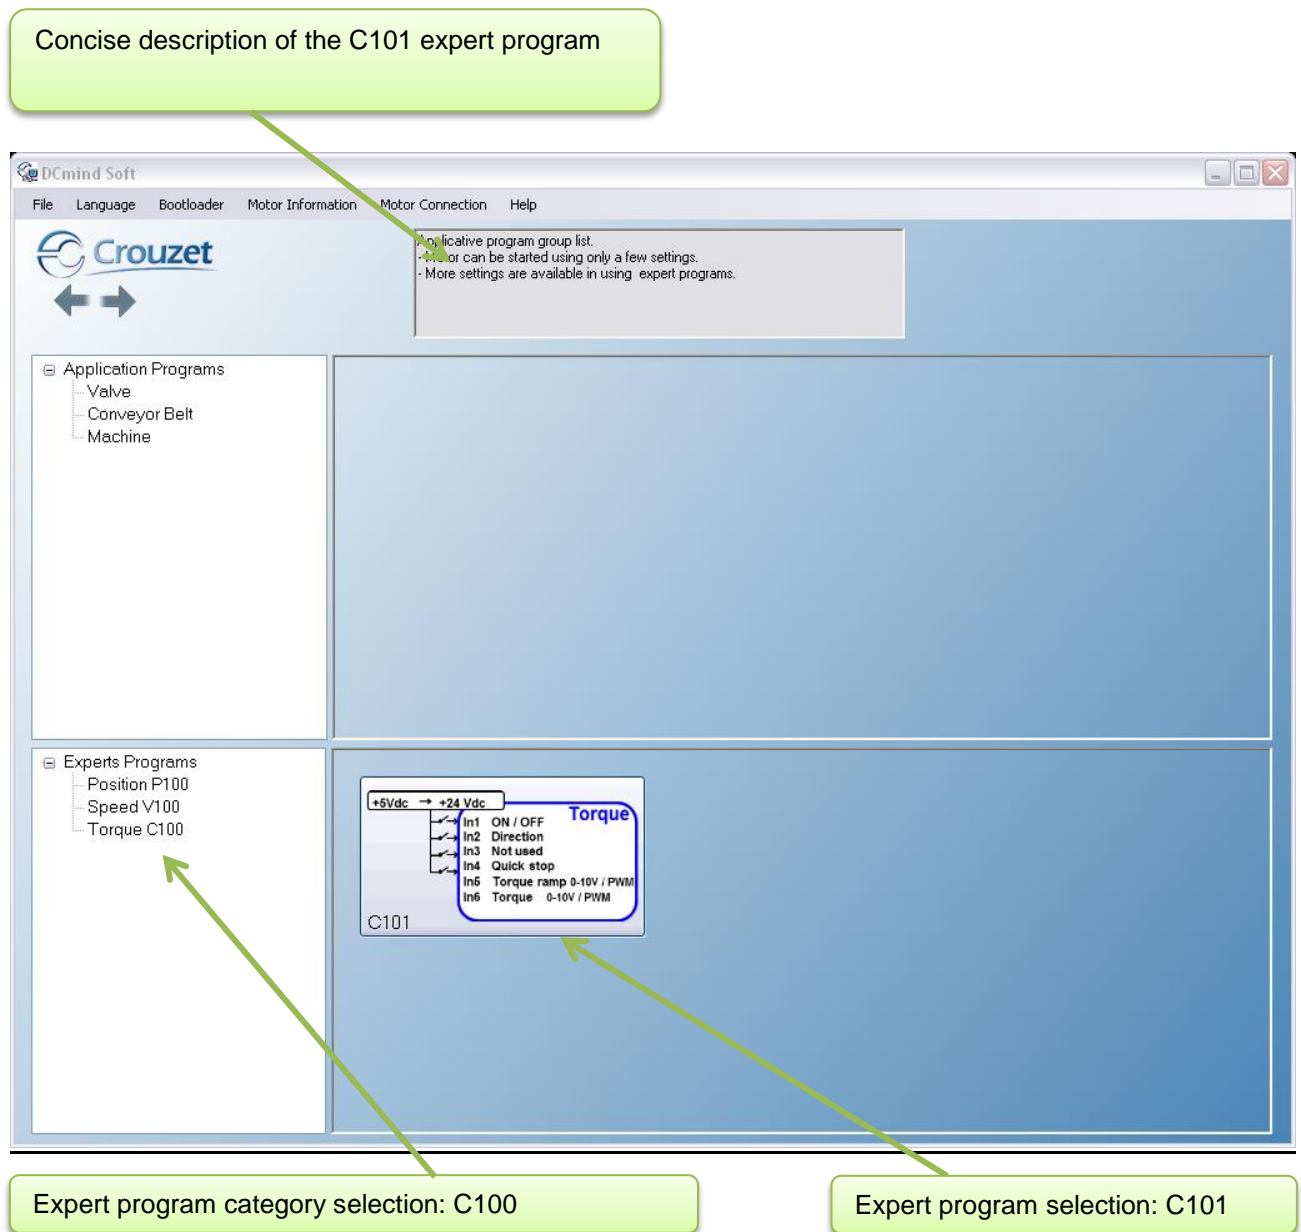 Concise description of the C101 expert program
DCmind Soft
File Language Bootloader Motor Information Motor Connection Help
Crouzet
Applicative program group list.
- Motor can be started using only a few settings.
- More settings are available in using expert programs.
Application Programs
Valve
Conveyor Belt
Machine
Experts Programs
Position P100
Speed V100
Torque C100
+5Vdc → +24 Vdc
Torque
In1 ON / OFF
In2 Direction
In3 Not used
In4 Quick stop
In5 Torque ramp 0-10V / PWM
In6 Torque 0-10V / PWM
C101
Expert program category selection: C100
Expert program selection: C101